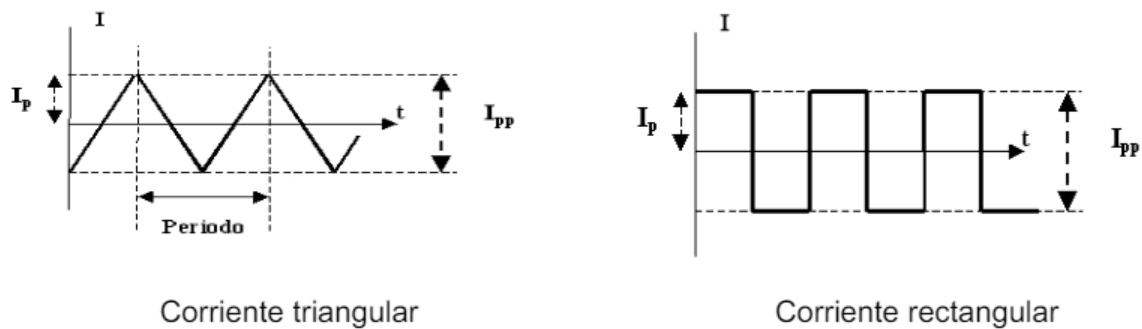 I
I
Ip
t
Ipp
Ip
t
Ipp
Periodo
Corriente triangular
Corriente rectangular